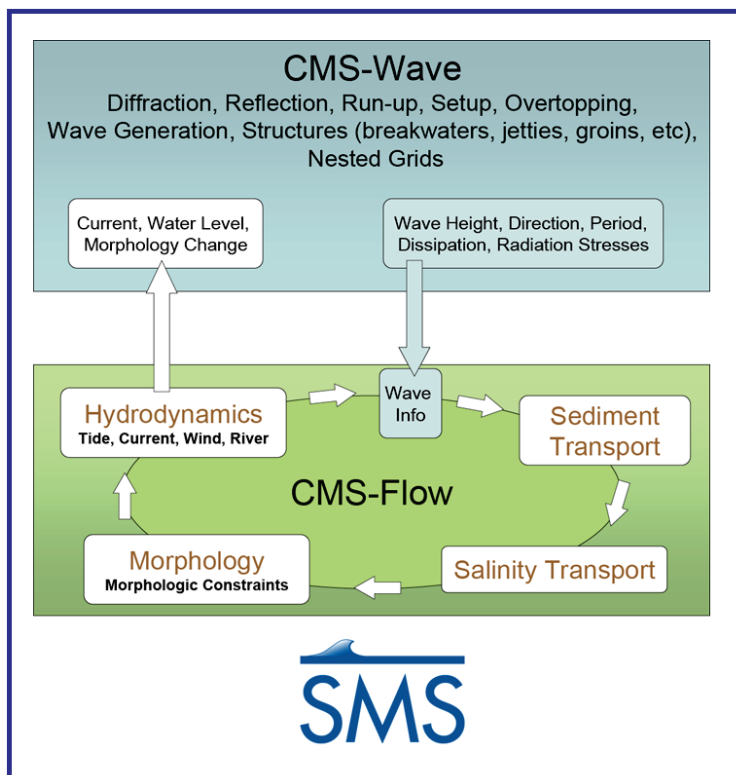 CMS-Wave
Diffraction, Reflection, Run-up, Setup, Overtopping,
Wave Generation, Structures (breakwaters, jetties, groins, etc),
Nested Grids
Current, Water Level,
Morphology Change
Wave Height, Direction, Period,
Dissipation, Radiation Stresses
Hydrodynamics
Tide, Current, Wind, River
Wave
Info
Sediment
Transport
CMS-Flow
Morphology
Morphologic Constraints
Salinity Transport
SMS